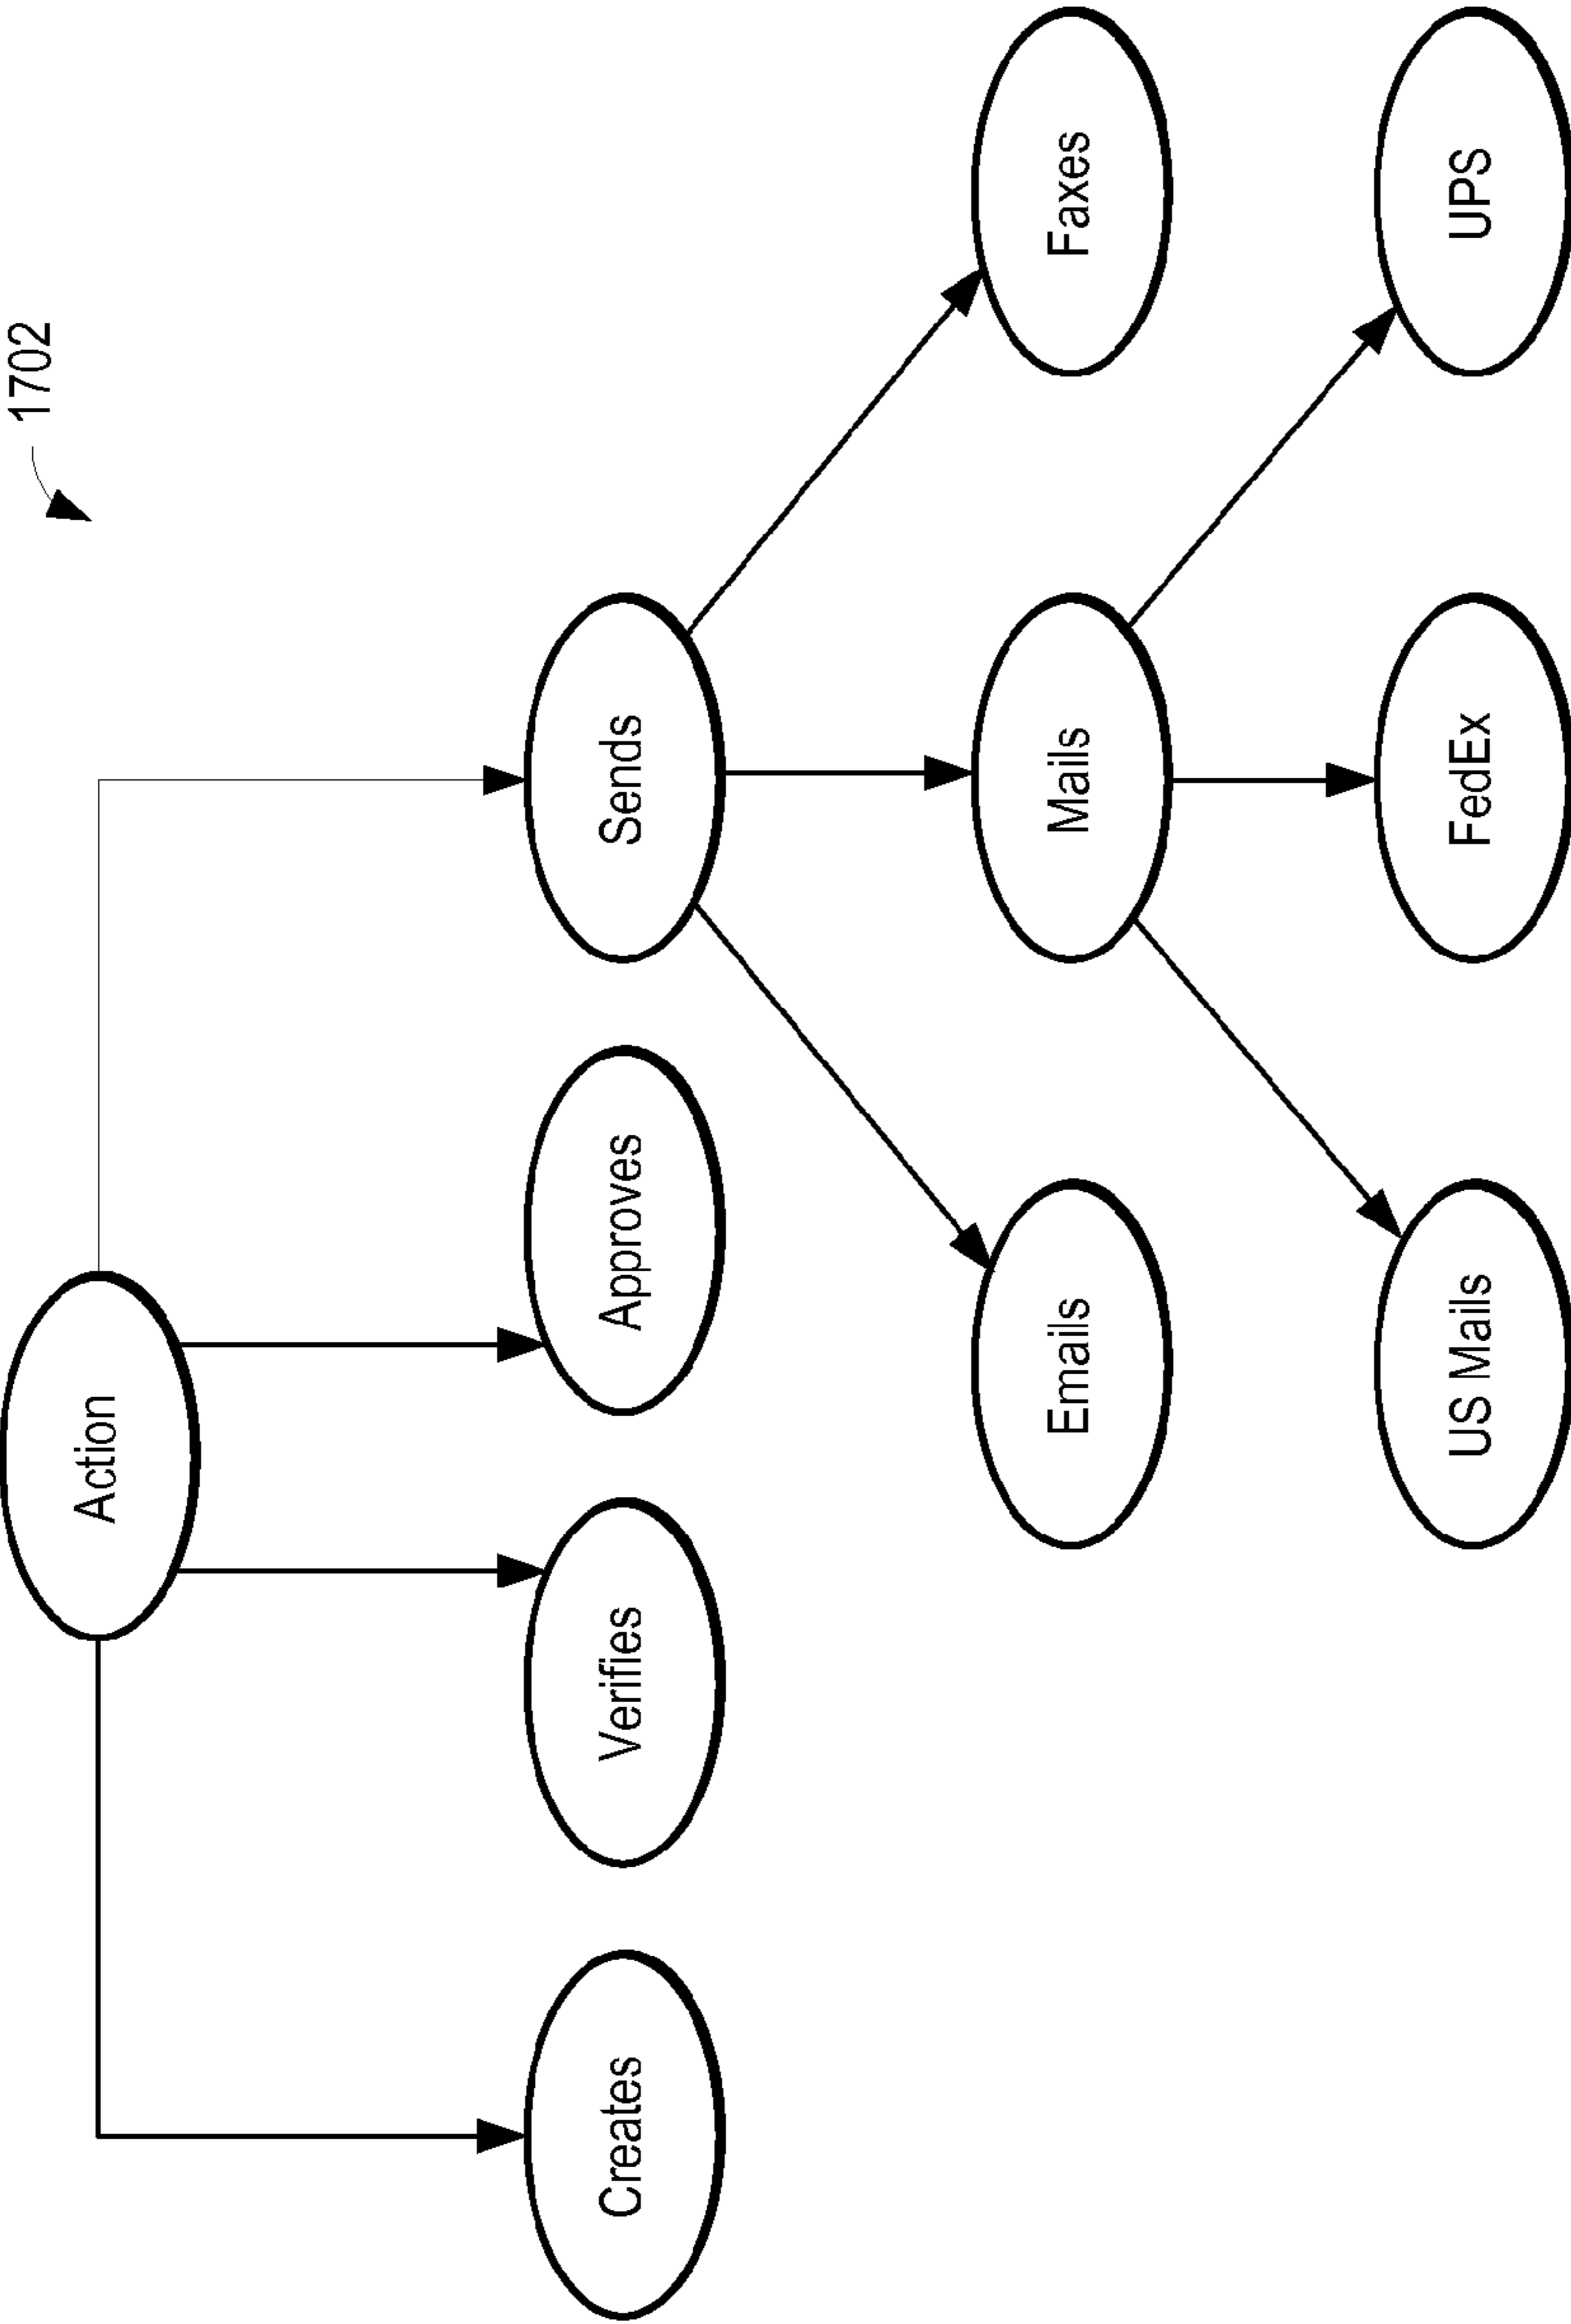 1702
Action
Creates
Verifies
Approves
Sends
Emails
Mails
Faxes
US Mails
FedEx
UPS